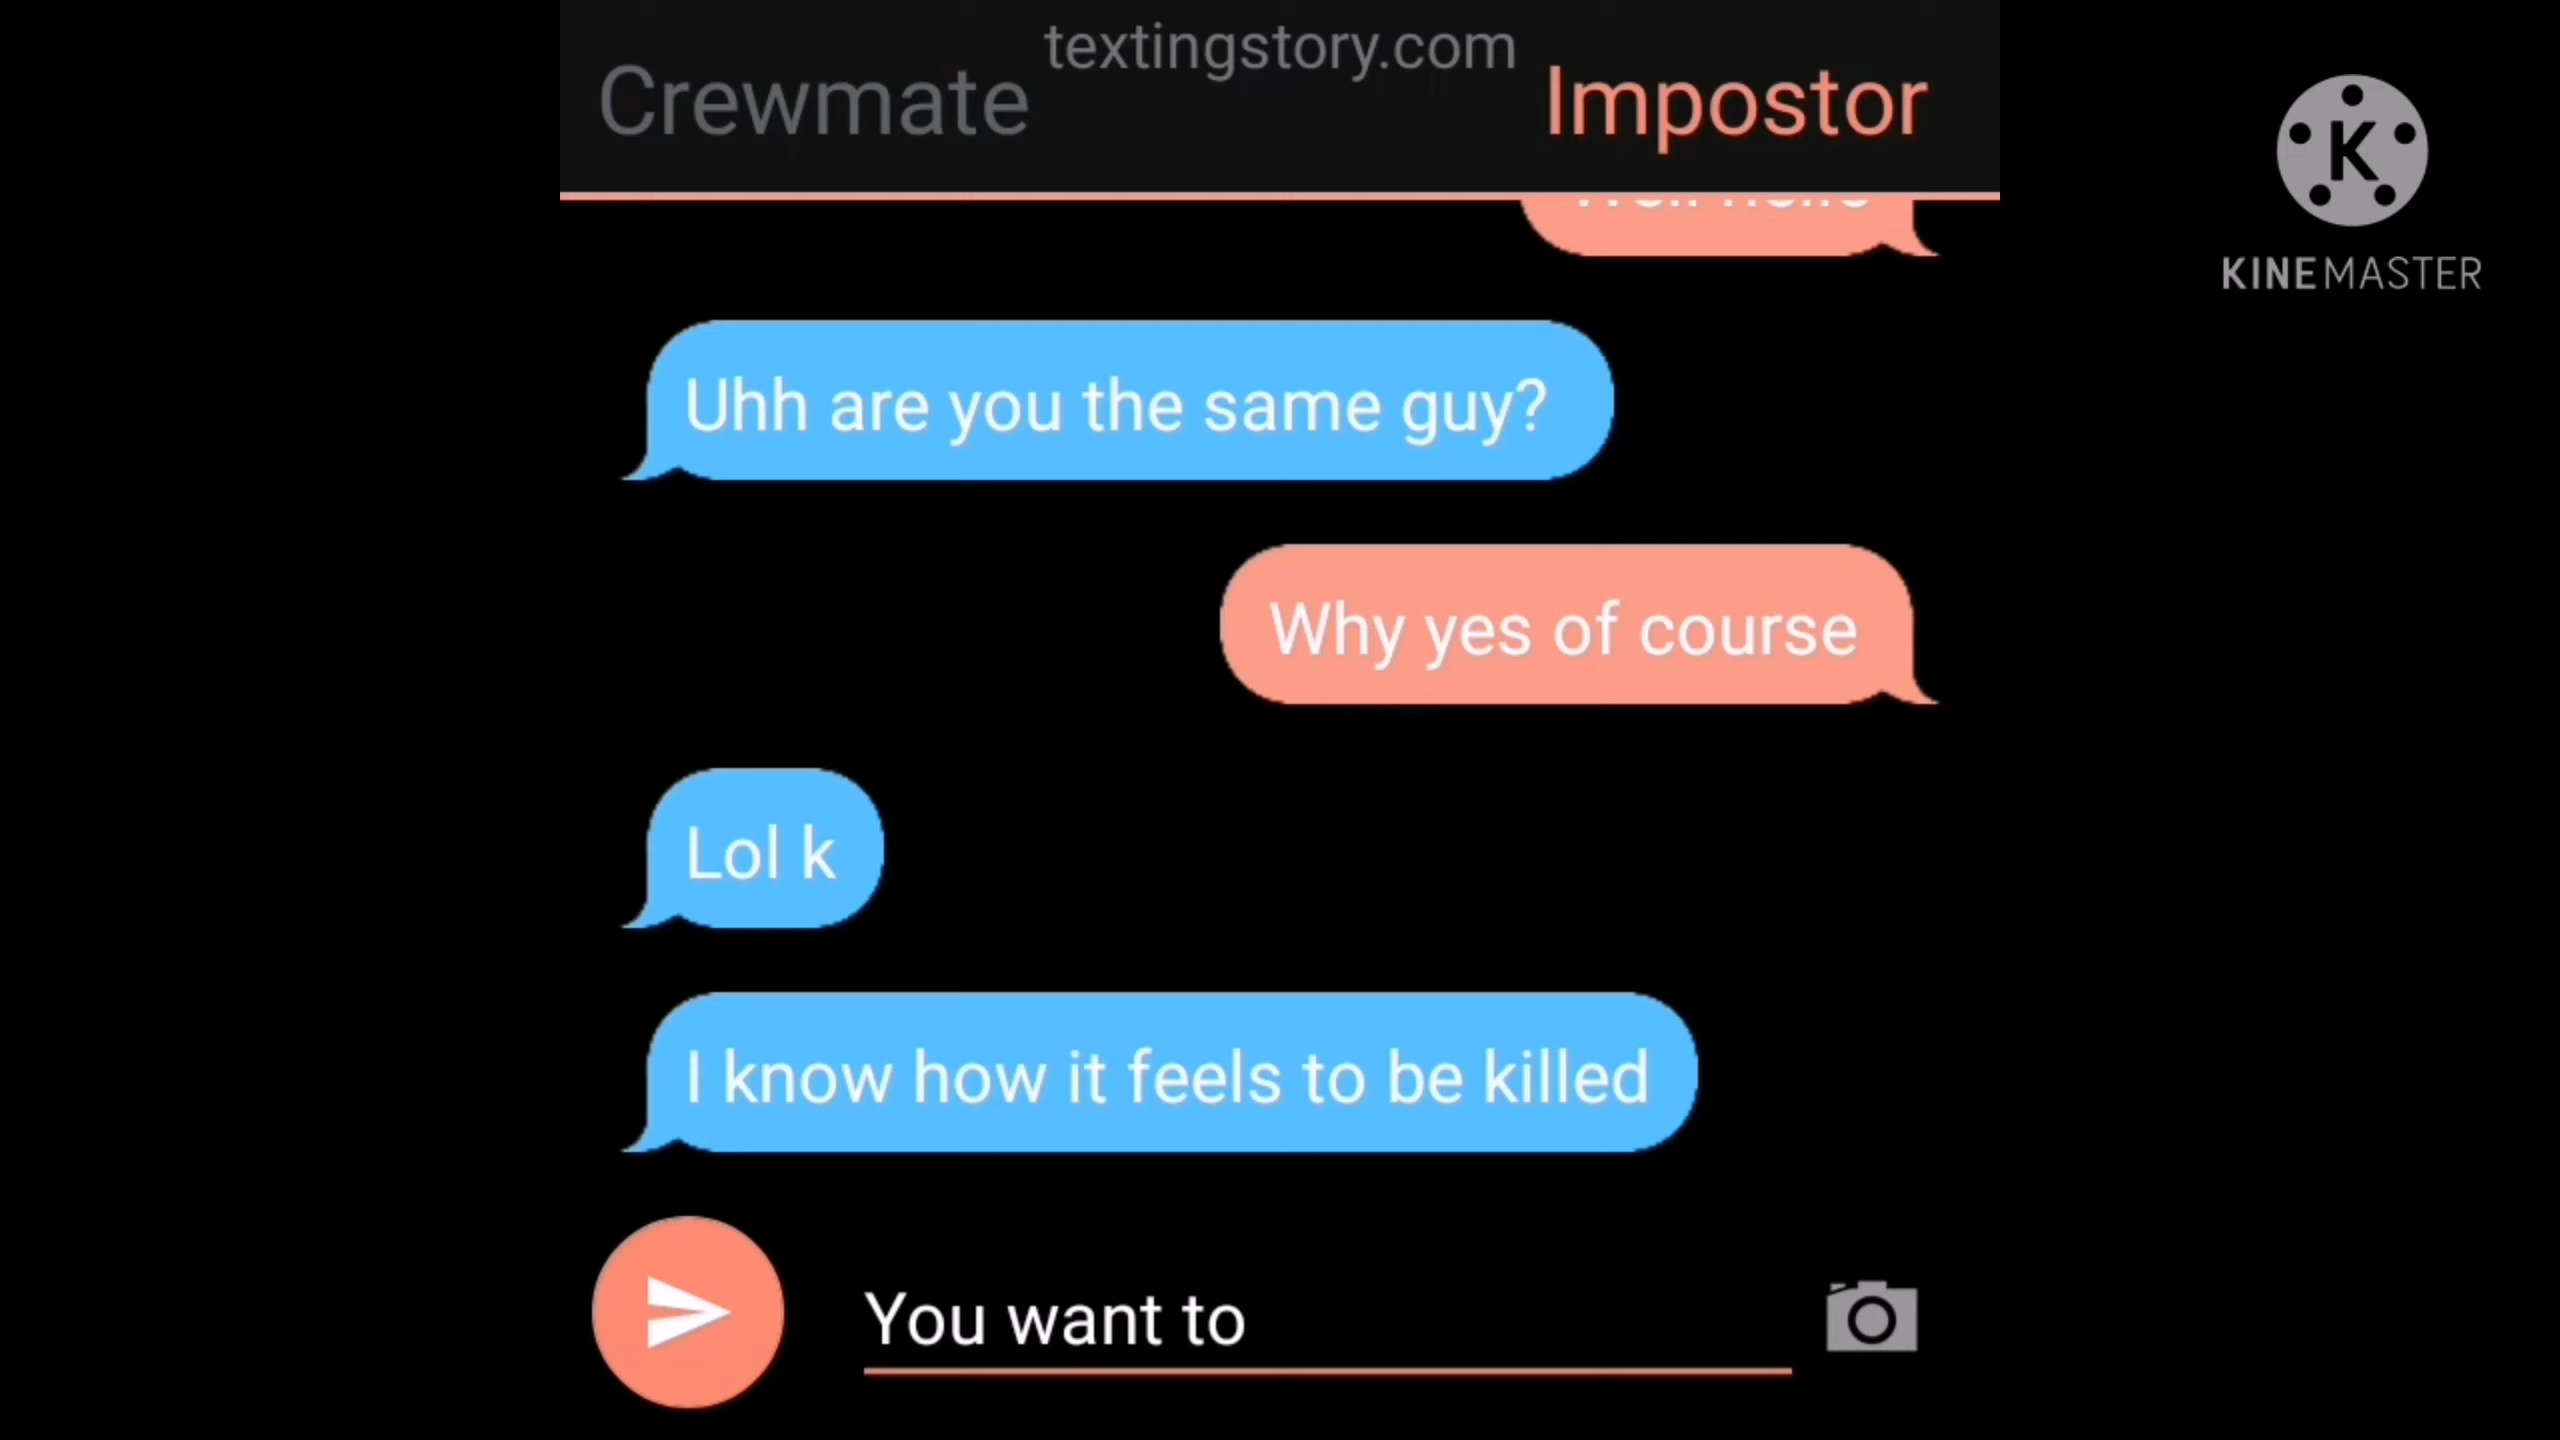 textingstory.com
Crewmate
Impostor
K
KINEMASTER
Uhh are you the same guy?
Why yes of course
Lol k
I know how it feels to be killed
You want to